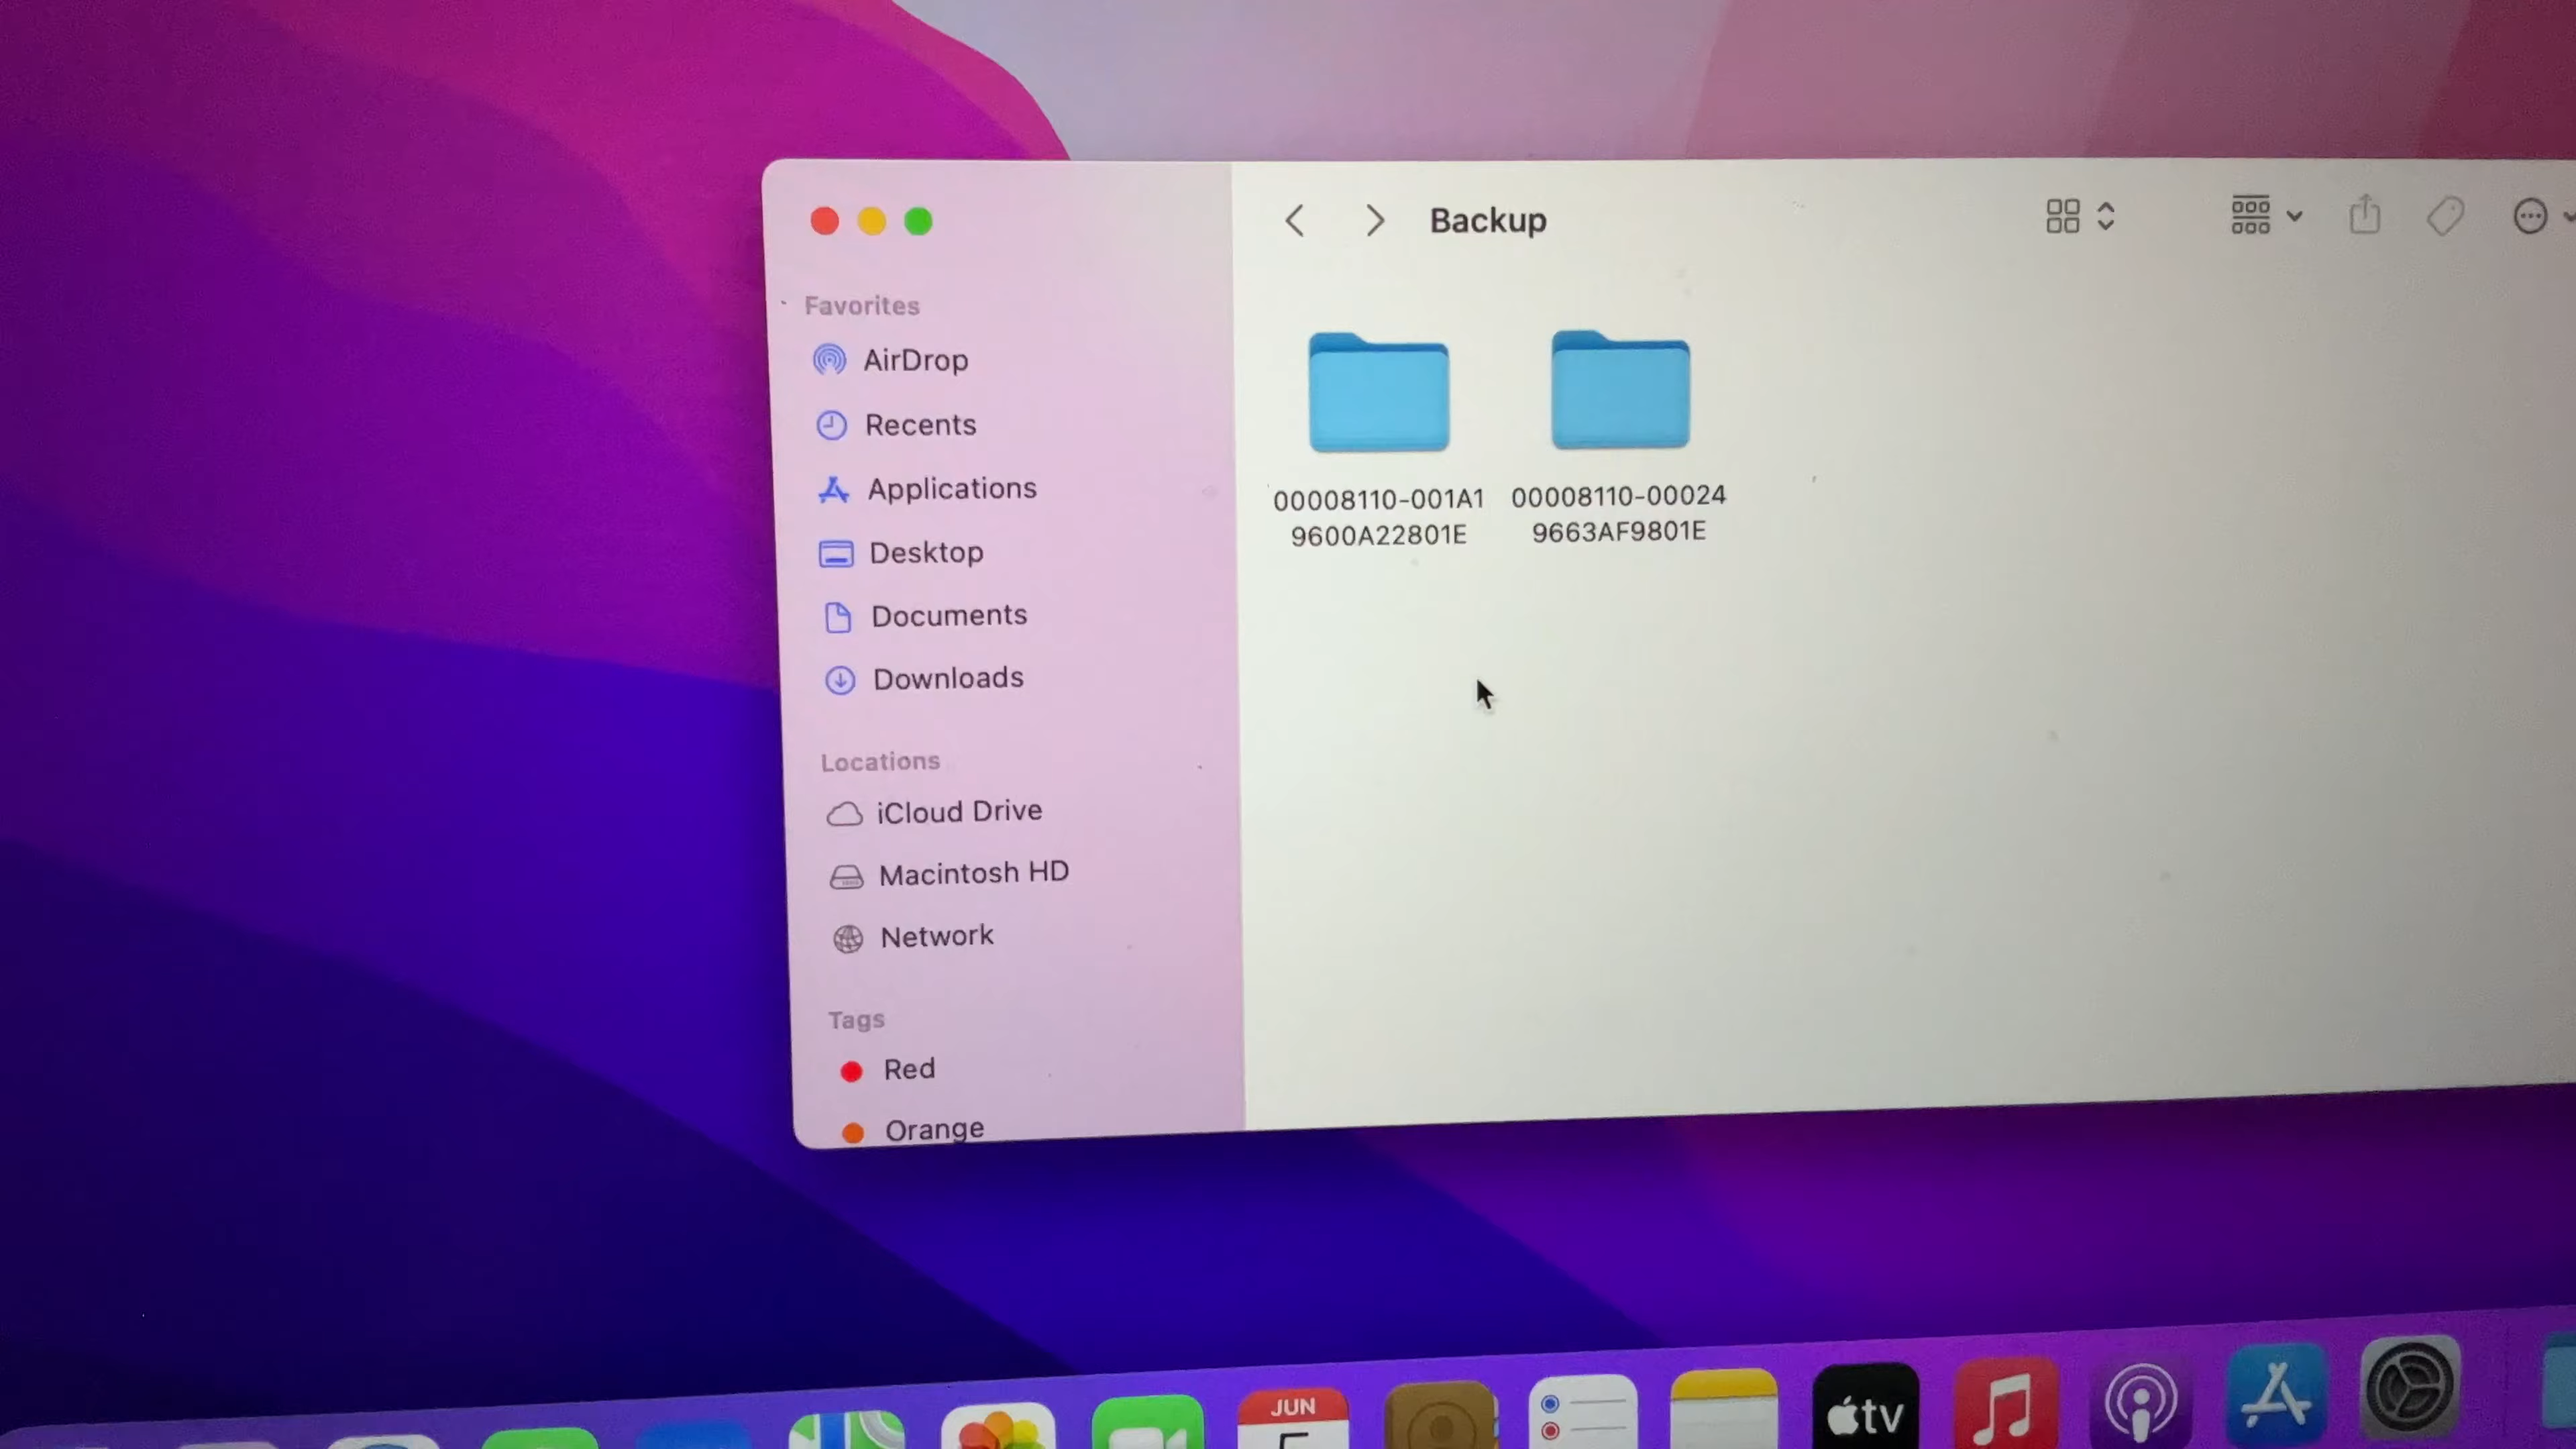 Backup
Favorites
AirDrop
Recents
Applications
Desktop
Documents
Downloads
Locations
iCloud Drive
Macintosh HD
Network
Tags
Red
Orange
00008110-001A1
9600A22801E
00008110-00024
9663AF9801E
JUN
tv